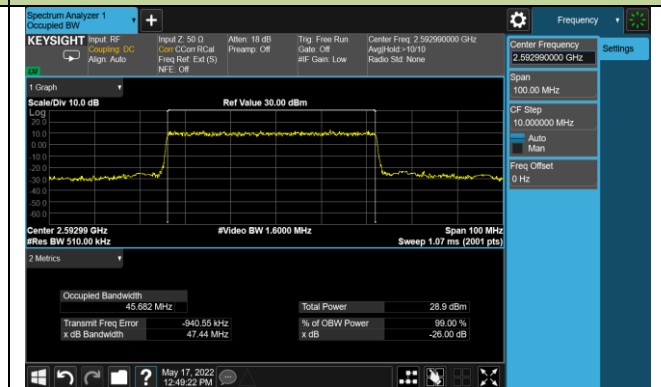 Spectrum Analyzer 1
Occupied BW
Frequency
KEYSIGHT
Input: RF
Coupling: DC
Align: Auto
Input Z: 50 Ω
Corr CCorr RCal
Freq Ref: Ext (S)
NFE: Off
Atten: 18 dB
Preamp: Off
Trig: Free Run
Gate: Off
#IF Gain: Low
Center Freq: 2.592990000 GHz
Avg|Hold:>10/10
Radio Std: None
Center Frequency
2.592990000 GHz
Settings
Span
100.00 MHz
CF Step
10.000000 MHz
Auto
Man
Freq Offset
0 Hz
1 Graph
Scale/Div 10.0 dB
Ref Value 30.00 dBm
Log
20.0
10.0
0.00
-10.0
-20.0
-30.0
-40.0
-50.0
-60.0
Center 2.59299 GHz
#Video BW 1.6000 MHz
Span 100 MHz
#Res BW 510.00 kHz
Sweep 1.07 ms (2001 pts)
2 Metrics
Occupied Bandwidth
45.682 MHz
Total Power 28.9 dBm
Transmit Freq Error -940.55 kHz
% of OBW Power 99.00 %
x dB Bandwidth 47.44 MHz
x dB -26.00 dB
May 17, 2022
12:49:22 PM